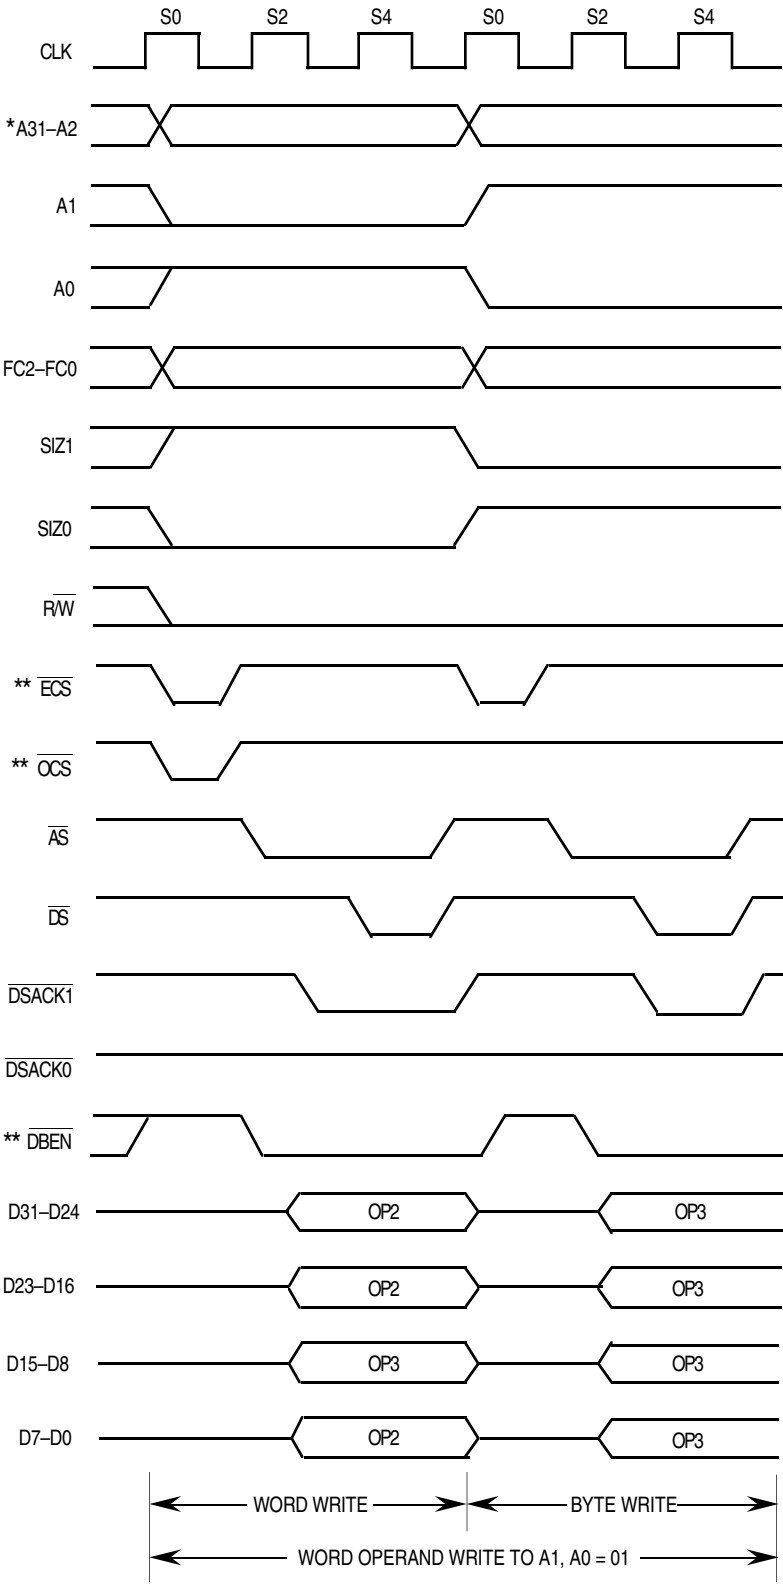 S0 S2 S4 S0 S2 S4
CLK
*A31–A2
A1
A0
FC2–FC0
SIZ1
SIZ0
R/W
** ECS
** OCS
AS
DS
DSACK1
DSACK0
** DBEN
D31–D24 OP2 OP3
D23–D16 OP2 OP3
D15–D8 OP3 OP3
D7–D0 OP2 OP3
WORD WRITE BYTE WRITE
WORD OPERAND WRITE TO A1, A0 = 01